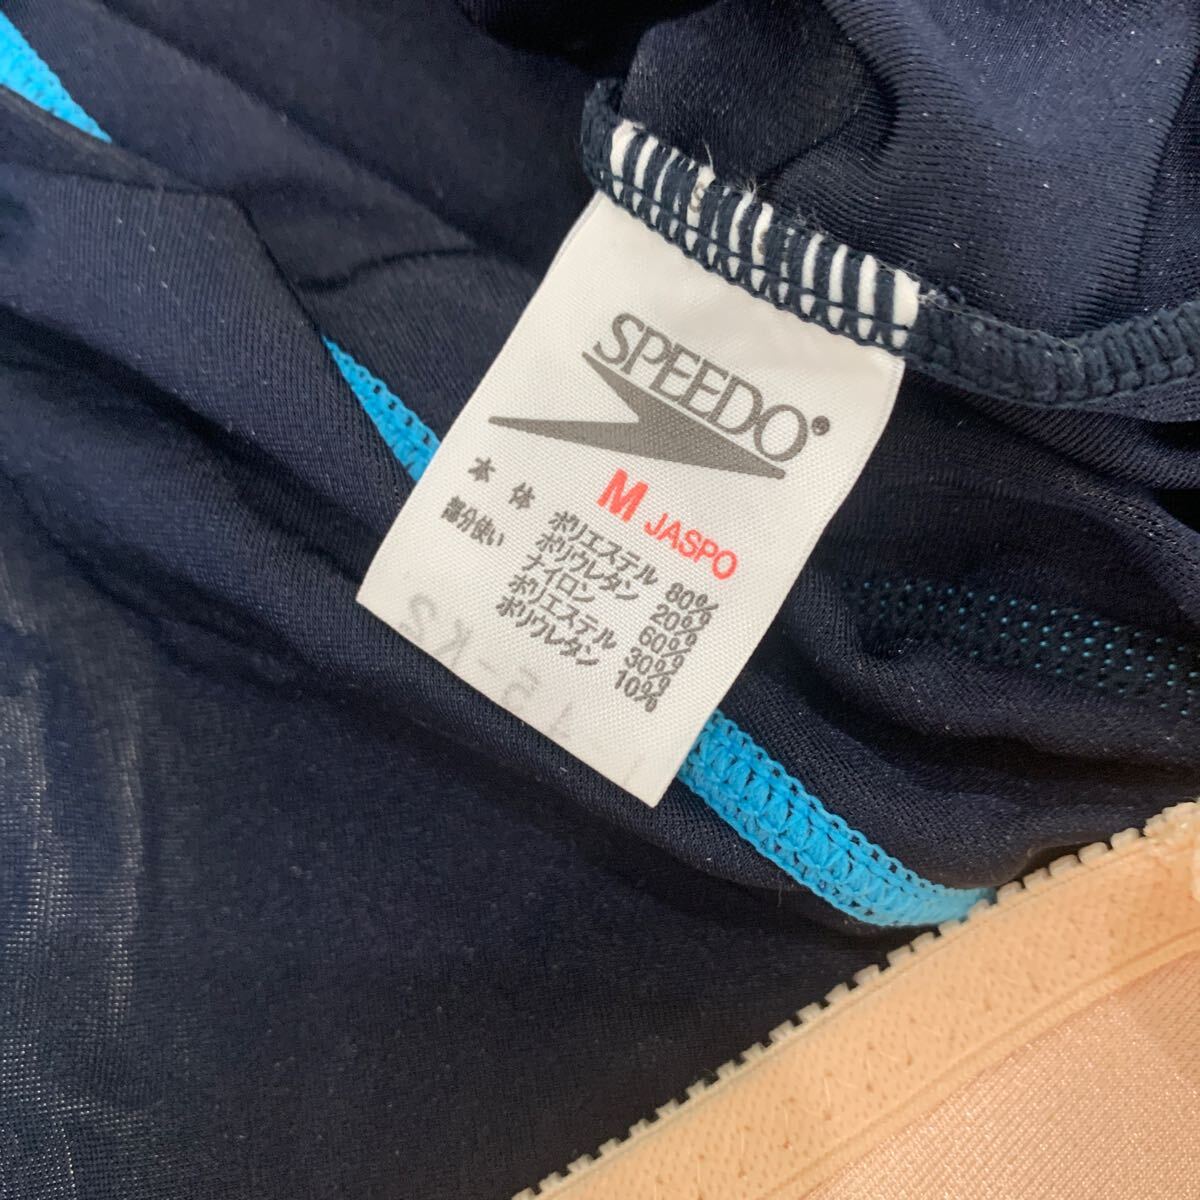 SPEEDO®
M JASPO
本体 ポリエステル 80%
ポリウレタン 20%
部分使い ナイロン 60%
ポリエステル 30%
ポリウレタン 10%